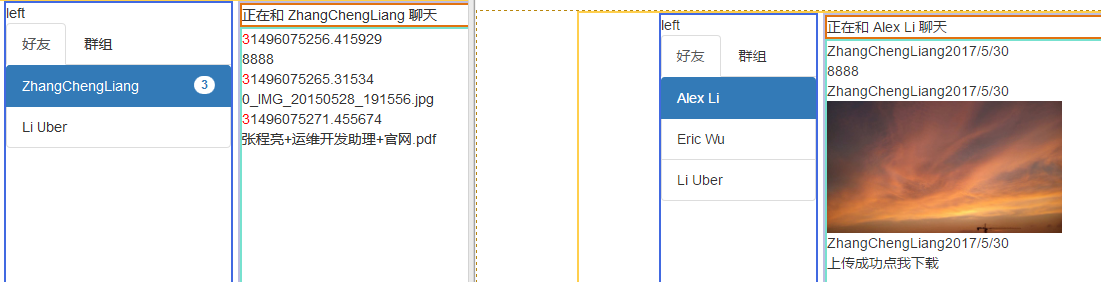 left
好友 群组
ZhangChengLiang 3
Li Uber
正在和 ZhangChengLiang 聊天
31496075256.415929
8888
31496075265.31534
0_IMG_20150528_191556.jpg
31496075271.455674
张程亮+运维开发助理+官网.pdf
left
好友 群组
Alex Li
Eric Wu
Li Uber
正在和 Alex Li 聊天
ZhangChengLiang2017/5/30
8888
ZhangChengLiang2017/5/30
ZhangChengLiang2017/5/30
上传成功点我下载